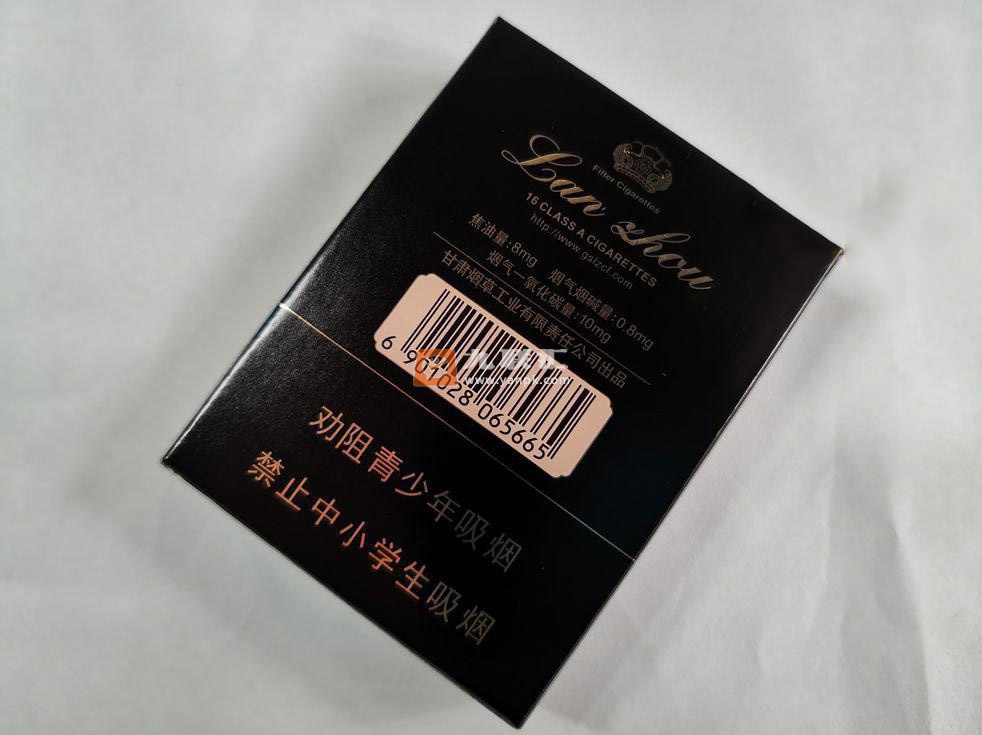 Filter Cigarettes
Lan zhou
16 CLASS A CIGARETTES
http://www.gslzcf.com
焦油量:8mg 烟气烟碱量:0.8mg
烟气一氧化碳量:10mg
甘肃烟草工业有限责任公司出品
www.yanpk.com
6 901028 065665
劝阻青少年吸烟
禁止中小学生吸烟